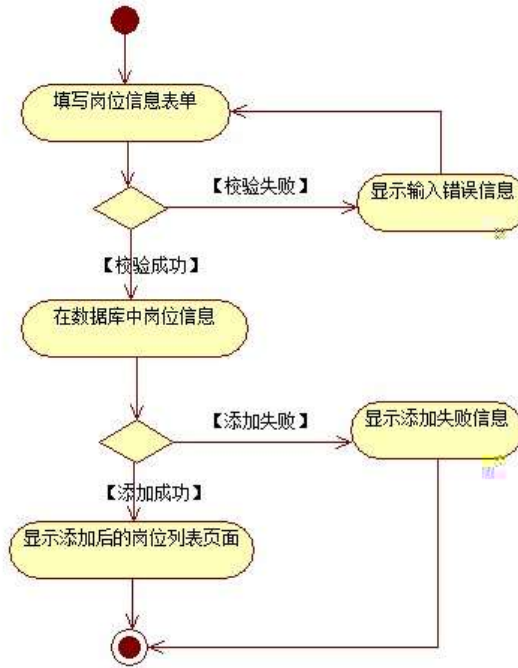 填写岗位信息表单
【校验失败】
显示输入错误信息
【校验成功】
在数据库中岗位信息
【添加失败】
显示添加失败信息
【添加成功】
显示添加后的岗位列表页面